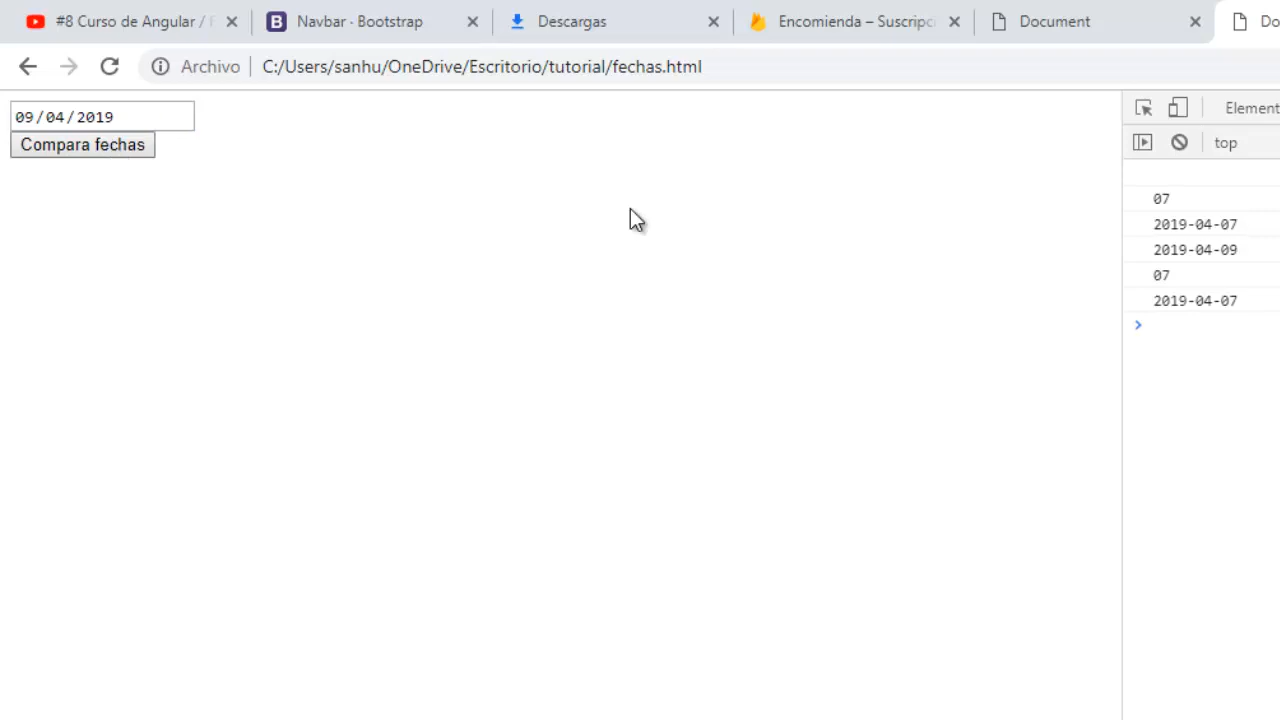 #8 Curso de Angular /
Navbar · Bootstrap
Descargas
Encomienda – Suscripc
Document
Do
Archivo
C:/Users/sanhu/OneDrive/Escritorio/tutorial/fechas.html
09/04/2019
Compara fechas
Element
top
07
2019-04-07
2019-04-09
07
2019-04-07